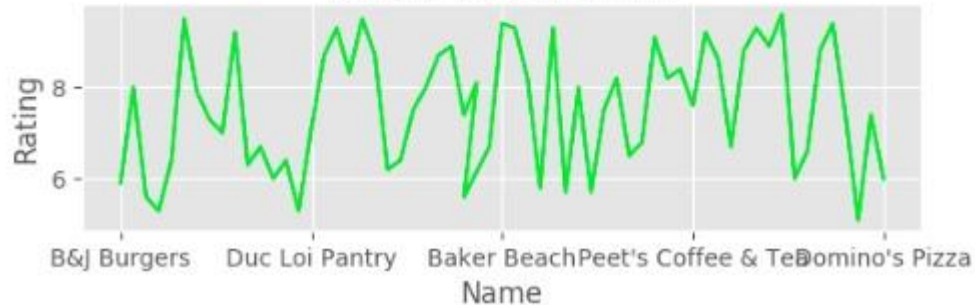 Rating
8
6
B&J Burgers Duc Loi Pantry Baker Beach Peet's Coffee & Tea Domino's Pizza
Name